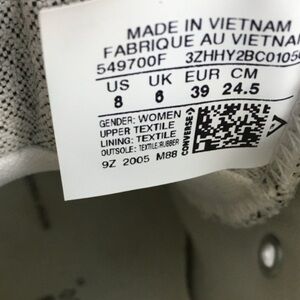 MADE IN VIETNAM
FABRIQUE AU VIETNAM
549700F 3ZHHY2BC0105
US UK EUR CM
8 6 39 24.5
GENDER: WOMEN
UPPER TEXTILE
LINING: TEXTILE
OUTSOLE: TEXTILE/RUBBER
9Z 2005 M88
CONVERSE